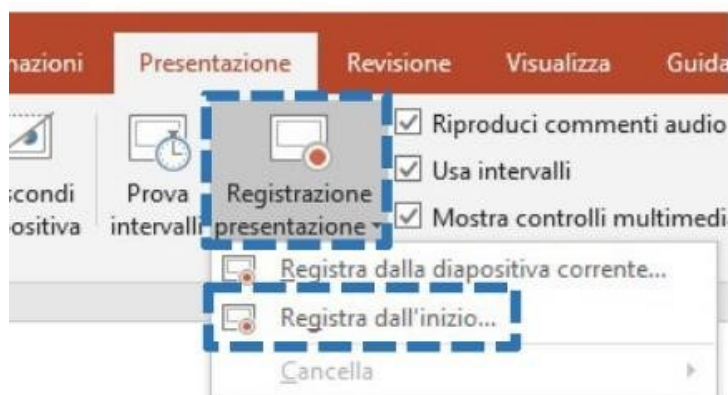 mazioni Presentazione Revisione Visualizza Guida
scondi
ositiva
Prova
intervalli
Registrazione
presentazione
Riproduci commenti audio
Usa intervalli
Mostra controlli multimedi
Registra dalla diapositiva corrente...
Registra dall'inizio...
Cancella